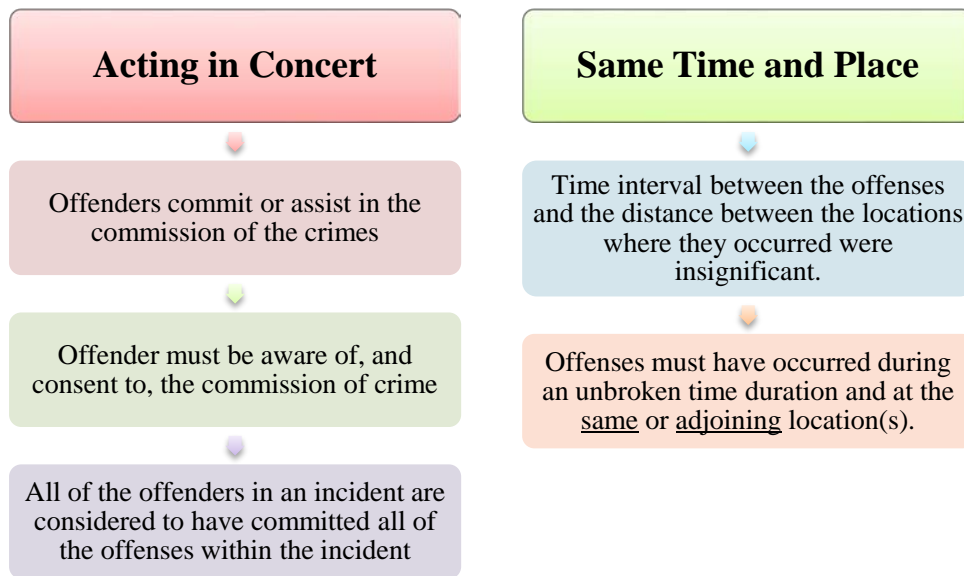 Acting in Concert
Offenders commit or assist in the
commission of the crimes
Offender must be aware of, and
consent to, the commission of crime
All of the offenders in an incident are
considered to have committed all of
the offenses within the incident
Same Time and Place
Time interval between the offenses
and the distance between the locations
where they occurred were
insignificant.
Offenses must have occurred during
an unbroken time duration and at the
same or adjoining location(s).